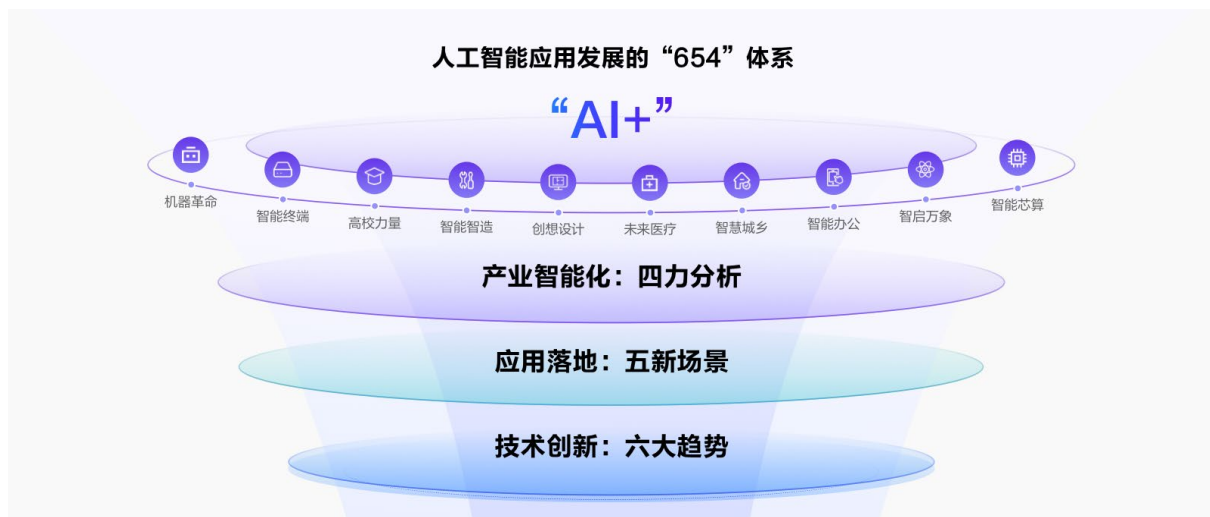 人工智能应用发展的“654”体系
“AI+”
机器革命
智能终端
高校力量
智能智造
创想设计
未来医疗
智慧城乡
智能办公
智启万象
智能芯算
产业智能化：四力分析
应用落地：五新场景
技术创新：六大趋势